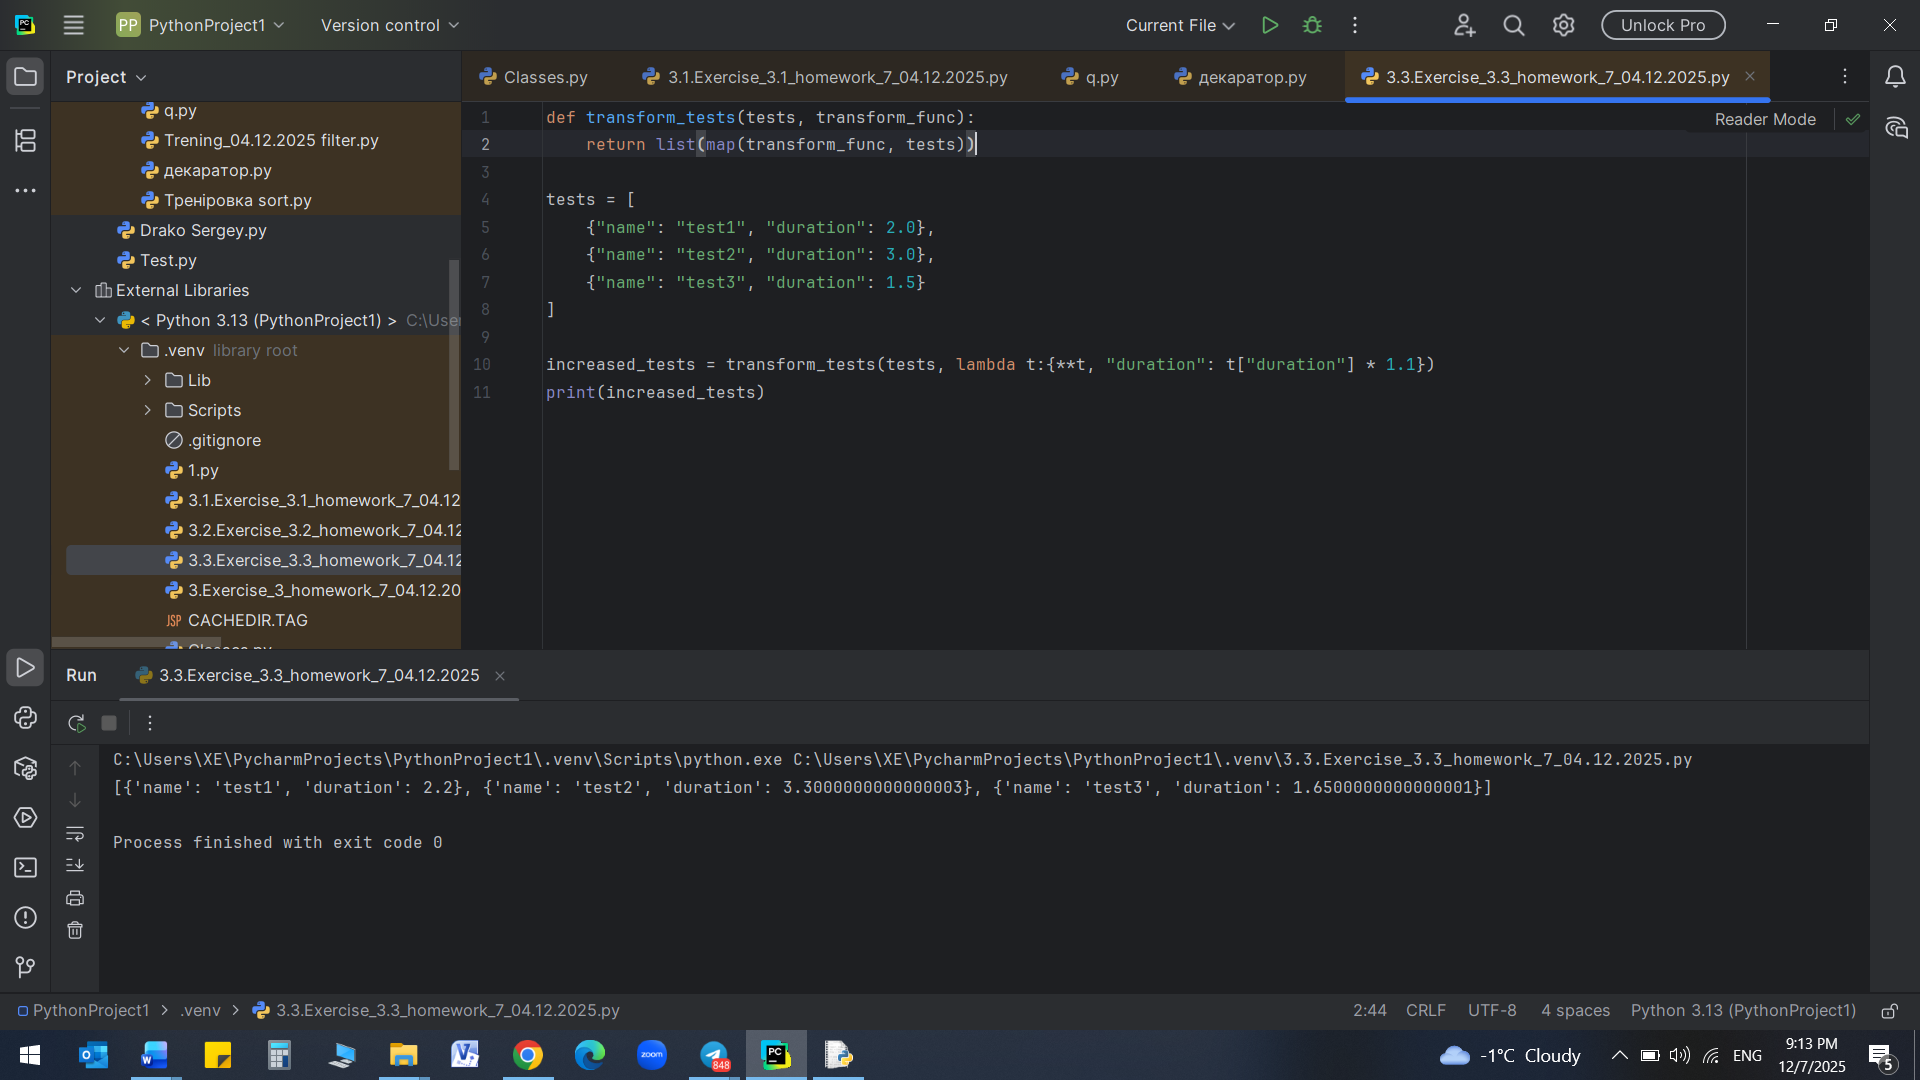 PP PythonProject1 Version control Current File Unlock Pro
Project
Classes.py 3.1.Exercise_3.1_homework_7_04.12.2025.py q.py декаратор.py 3.3.Exercise_3.3_homework_7_04.12.2025.py
q.py
Trening_04.12.2025 filter.py
декаратор.py
Треніровка sort.py
Drako Sergey.py
Test.py
External Libraries
< Python 3.13 (PythonProject1) > C:\Use
.venv library root
Lib
Scripts
.gitignore
1.py
3.1.Exercise_3.1_homework_7_04.12
3.2.Exercise_3.2_homework_7_04.12
3.3.Exercise_3.3_homework_7_04.12
3.Exercise_3_homework_7_04.12.20
JSP CACHEDIR.TAG
Classes.py
Reader Mode
1 def transform_tests(tests, transform_func):
2 return list(map(transform_func, tests))
3
4 tests = [
5 {"name": "test1", "duration": 2.0},
6 {"name": "test2", "duration": 3.0},
7 {"name": "test3", "duration": 1.5}
8 ]
9
10 increased_tests = transform_tests(tests, lambda t:{**t, "duration": t["duration"] * 1.1})
11 print(increased_tests)
Run 3.3.Exercise_3.3_homework_7_04.12.2025
C:\Users\XE\PycharmProjects\PythonProject1\.venv\Scripts\python.exe C:\Users\XE\PycharmProjects\PythonProject1\.venv\3.3.Exercise_3.3_homework_7_04.12.2025.py
[{'name': 'test1', 'duration': 2.2}, {'name': 'test2', 'duration': 3.3000000000000003}, {'name': 'test3', 'duration': 1.6500000000000001}]
Process finished with exit code 0
PythonProject1 > .venv > 3.3.Exercise_3.3_homework_7_04.12.2025.py 2:44 CRLF UTF-8 4 spaces Python 3.13 (PythonProject1)
zoom 848 PC -1°C Cloudy ENG 9:13 PM
12/7/2025 5